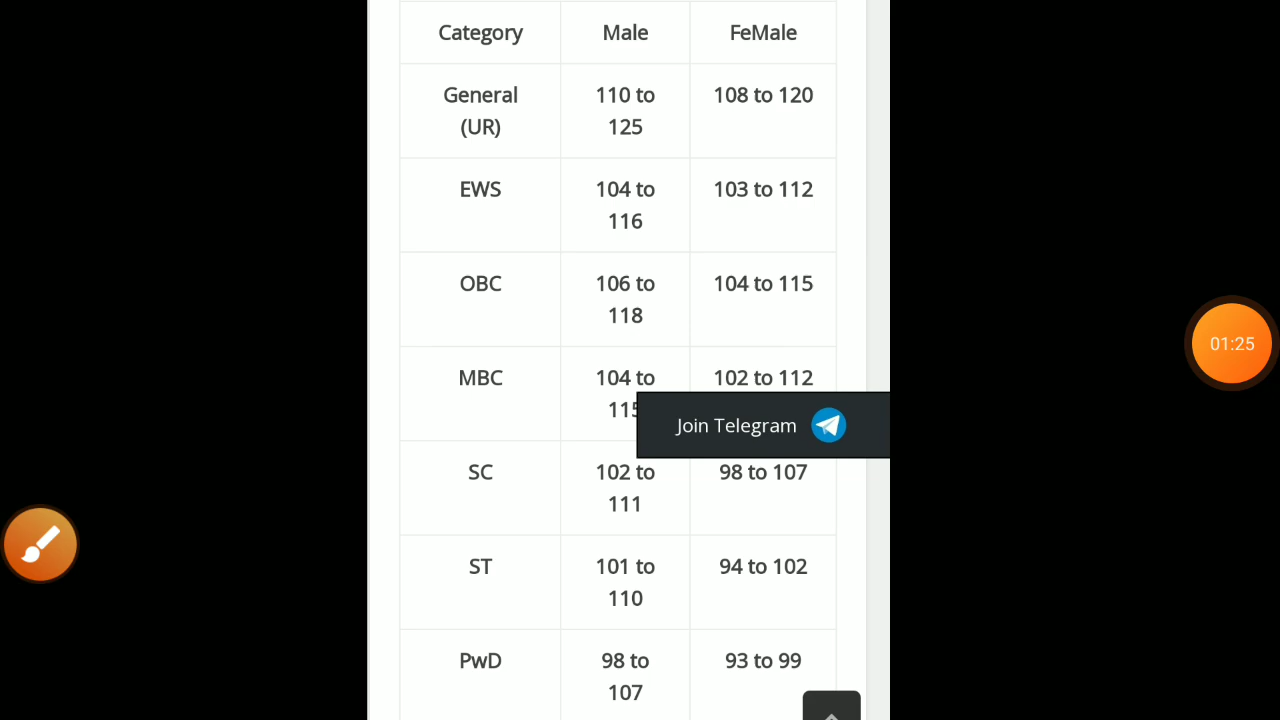 Category Male FeMale
General 110 to 108 to 120
(UR) 125
EWS 104 to 103 to 112
116
OBC 106 to 104 to 115
118
MBC 104 to 102 to 112
115
Join Telegram
SC 102 to 98 to 107
111
ST 101 to 94 to 102
110
PwD 98 to 93 to 99
107
01:25